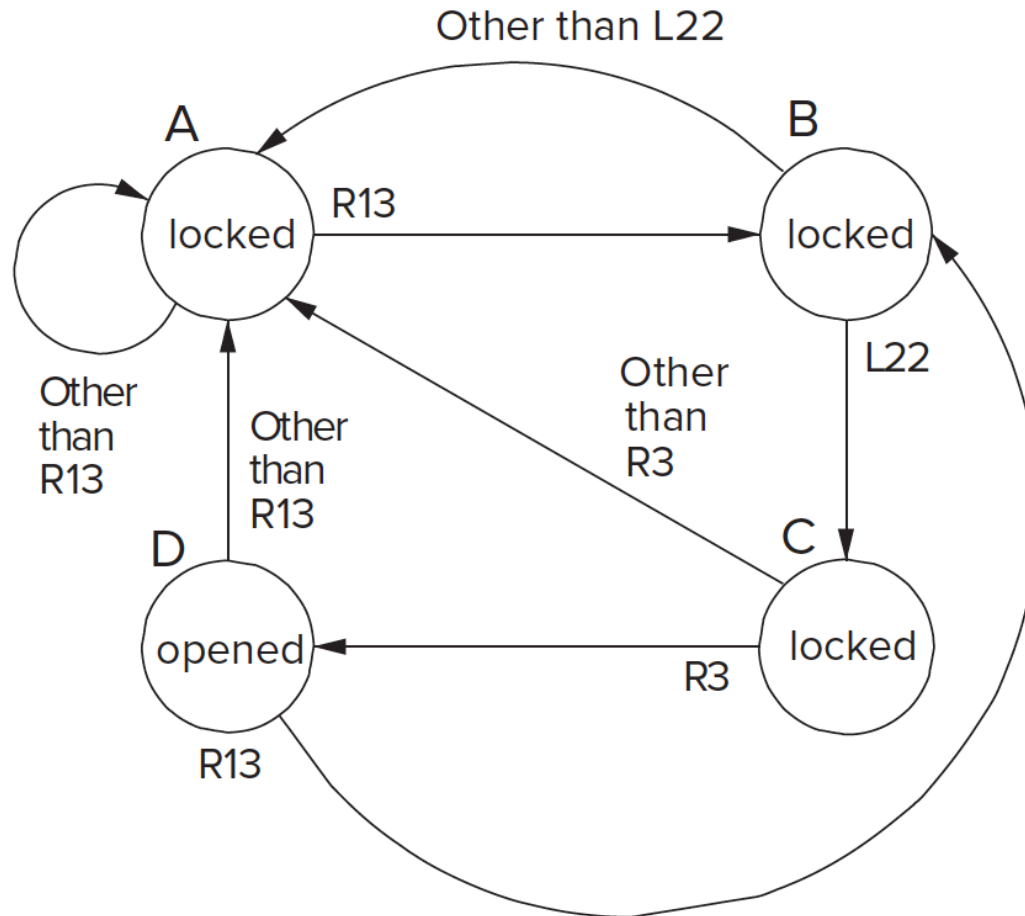 Other than L22
A
B
locked
R13
locked
L22
Other
than
R3
Other
than
R13
Other
than
R13
D
C
opened
locked
R3
R13